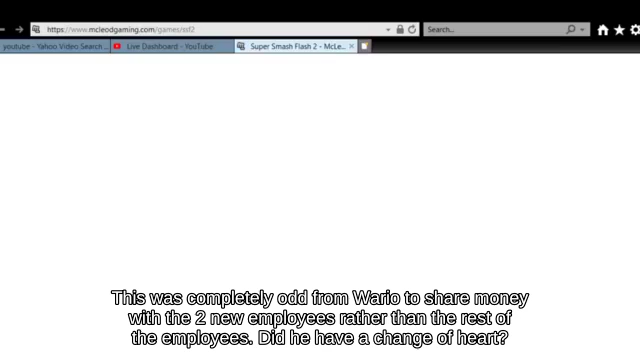 https://www.mcleodgaming.com/games/ssf2
Search...
youtube - Yahoo Video Search ...
Live Dashboard - YouTube
Super Smash Flash 2 - McLe...
This was completely odd from Wario to share money
with the 2 new employees rather than the rest of
the employees. Did he have a change of heart?